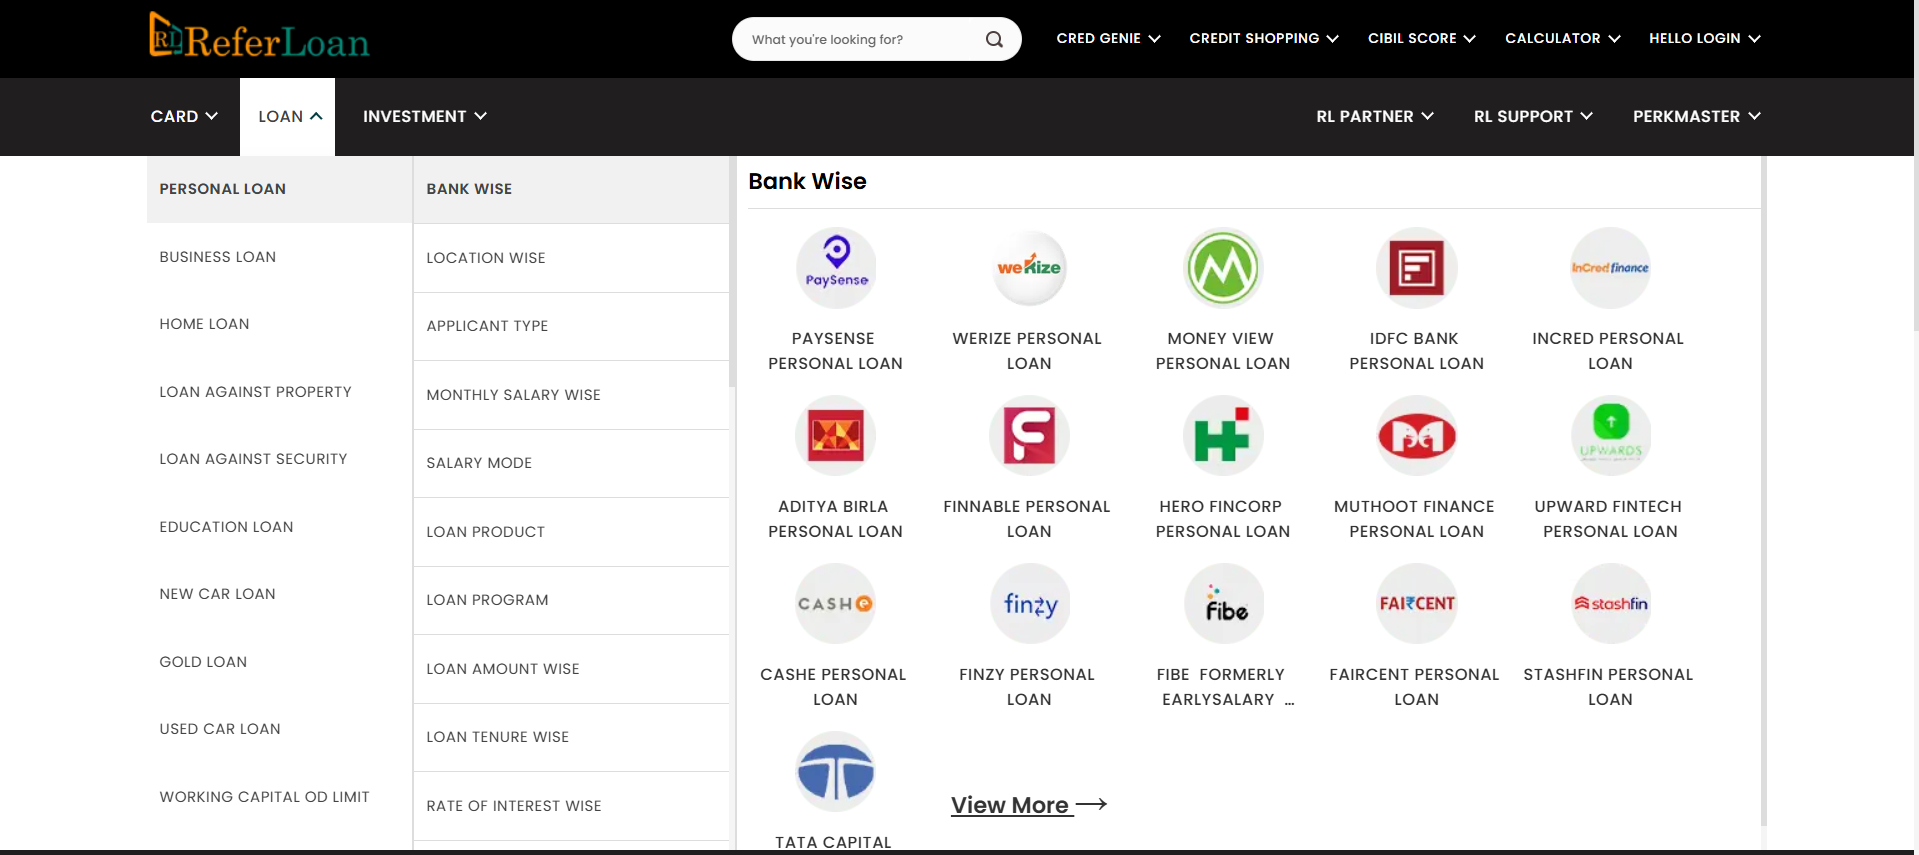 RL ReferLoan
What you're looking for?
CRED GENIE
CREDIT SHOPPING
CIBIL SCORE
CALCULATOR
HELLO LOGIN
CARD
LOAN
INVESTMENT
RL PARTNER
RL SUPPORT
PERKMASTER
PERSONAL LOAN
BUSINESS LOAN
HOME LOAN
LOAN AGAINST PROPERTY
LOAN AGAINST SECURITY
EDUCATION LOAN
NEW CAR LOAN
GOLD LOAN
USED CAR LOAN
WORKING CAPITAL OD LIMIT
BANK WISE
LOCATION WISE
APPLICANT TYPE
MONTHLY SALARY WISE
SALARY MODE
LOAN PRODUCT
LOAN PROGRAM
LOAN AMOUNT WISE
LOAN TENURE WISE
RATE OF INTEREST WISE
Bank Wise
PaySense
PAYSENSE
PERSONAL LOAN
weRize
WERIZE PERSONAL
LOAN
MONEY VIEW
PERSONAL LOAN
IDFC BANK
PERSONAL LOAN
InCred finance
INCRED PERSONAL
LOAN
ADITYA BIRLA
PERSONAL LOAN
FINNABLE PERSONAL
LOAN
HERO FINCORP
PERSONAL LOAN
MUTHOOT FINANCE
PERSONAL LOAN
UPWARDS
UPWARD FINTECH
PERSONAL LOAN
CASHe
CASHE PERSONAL
LOAN
finzy
FINZY PERSONAL
LOAN
fibe
FIBE FORMERLY
EARLYSALARY ...
FAI₹CENT
FAIRCENT PERSONAL
LOAN
stashfin
STASHFIN PERSONAL
LOAN
TATA CAPITAL
View More